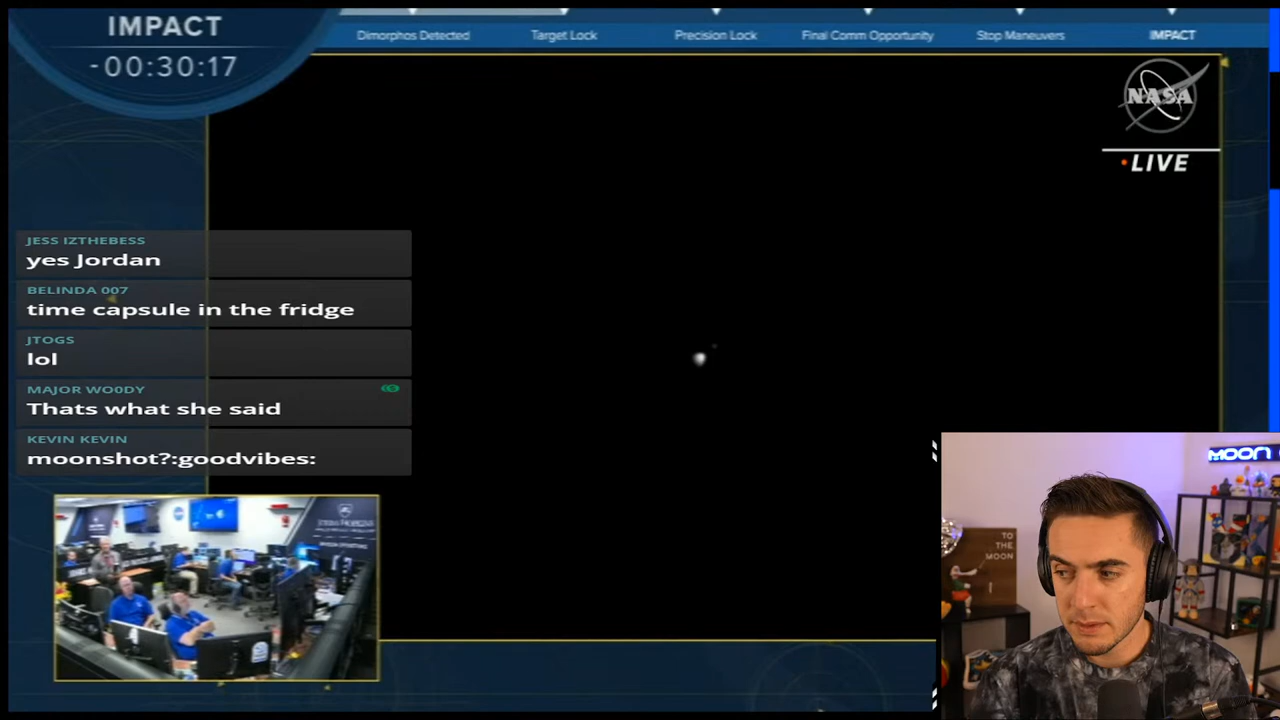 IMPACT
-00:30:17
Dimorphos Detected
Target Lock
Precision Lock
Final Comm Opportunity
Stop Maneuvers
IMPACT
NASA
LIVE
JESS IZTHEBESS
yes Jordan
BELINDA 007
time capsule in the fridge
JTOGS
lol
MAJOR WO0DY
Thats what she said
KEVIN KEVIN
moonshot?:goodvibes:
MOON
TO
THE
MOON